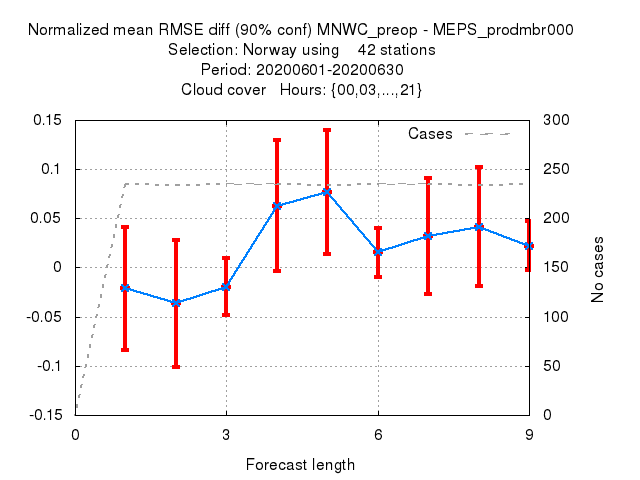 Normalized mean RMSE diff (90% conf) MNWC_preop - MEPS_prodmbr000
Selection: Norway using 42 stations
Period: 20200601-20200630
Cloud cover Hours: {00,03,...,21}
Cases
0.15
0.1
0.05
0
-0.05
-0.1
-0.15
300
250
200
150
100
50
0
No cases
0 3 6 9
Forecast length